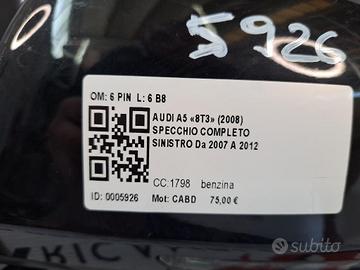 5926
OM: 6 PIN L: 6 B8
AUDI A5 «8T3» (2008)
SPECCHIO COMPLETO
SINISTRO Da 2007 A 2012
CC:1798 benzina
ID: 0005926 Mot: CABD 75,00 €
subito
RICA